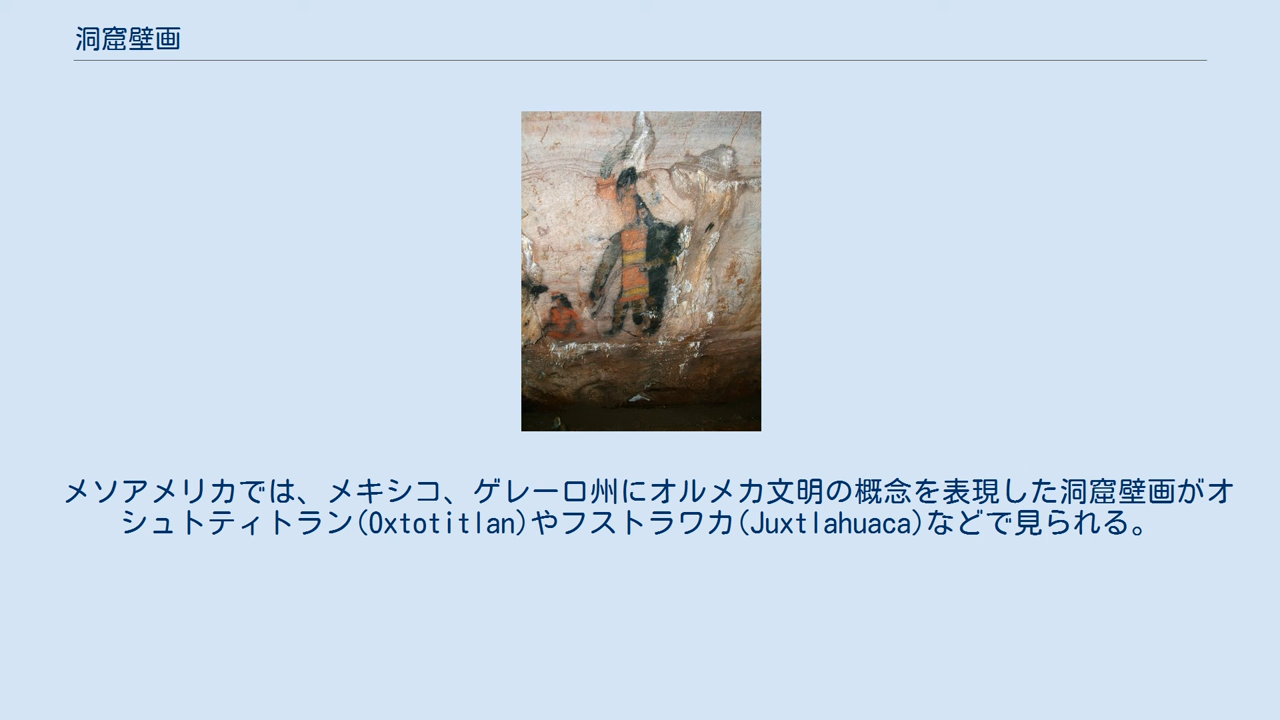 洞窟壁画
メソアメリカでは、メキシコ、ゲレーロ州にオルメカ文明の概念を表現した洞窟壁画がオ
シュトティトラン(Oxtotitlan)やフストラワカ(Juxtlahuaca)などで見られる。